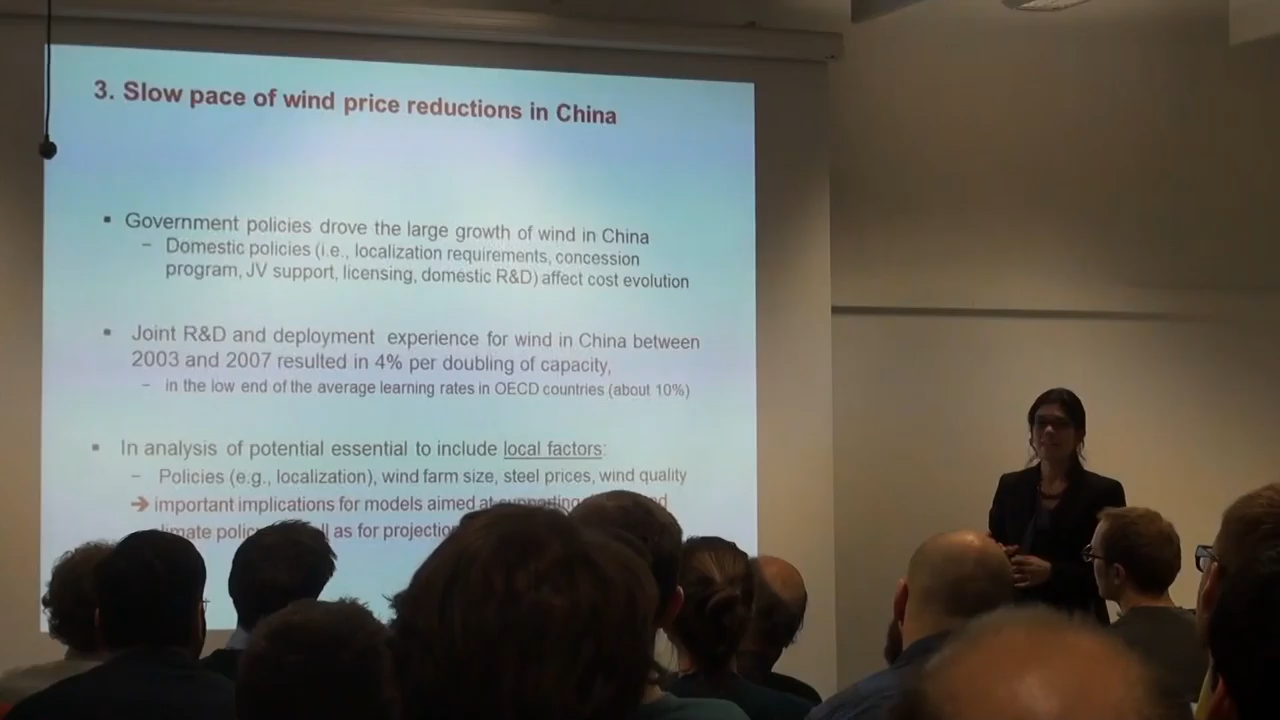 3. Slow pace of wind price reductions in China
▪ Government policies drove the large growth of wind in China
– Domestic policies (i.e., localization requirements, concession
program, JV support, licensing, domestic R&D) affect cost evolution
▪ Joint R&D and deployment experience for wind in China between
2003 and 2007 resulted in 4% per doubling of capacity,
– in the low end of the average learning rates in OECD countries (about 10%)
▪ In analysis of potential essential to include local factors:
– Policies (e.g., localization), wind farm size, steel prices, wind quality
➔ important implications for models aimed at
as for